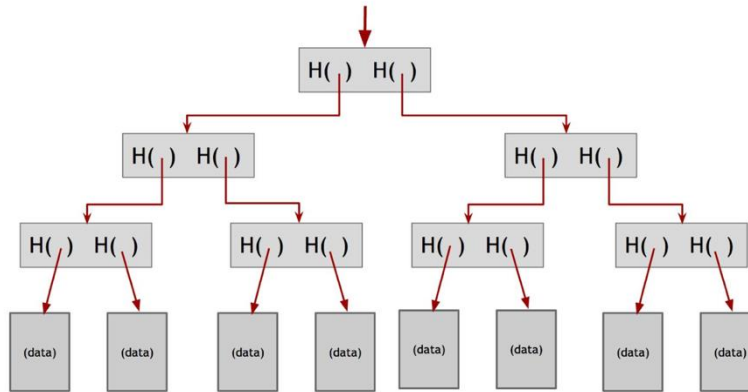 H( ) H( )
H( ) H( ) H( ) H( )
H( ) H( ) H( ) H( ) H( ) H( ) H( ) H( )
(data) (data) (data) (data) (data) (data) (data) (data)